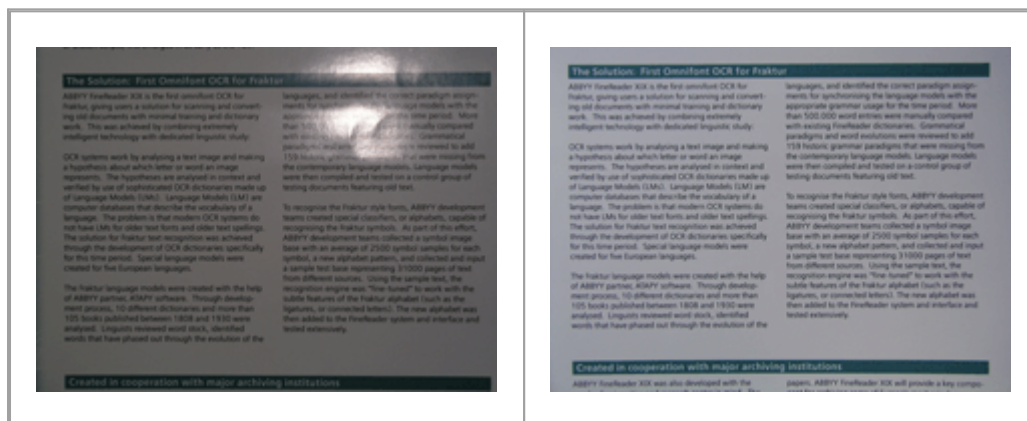 The Solution: First Omnifont OCR for Fraktur
ABBYY FineReader XIX is the first omnifont OCR for
Fraktur, giving users a solution for scanning and convert-
ing old documents with minimal training and dictionary
work. This was achieved by combining extremely
intelligent technology with dedicated linguistic study:
OCR systems work by analysing a text image and making
a hypothesis about which letter or word an image
represents. The hypotheses are analysed in context and
verified by use of sophisticated OCR dictionaries made up
of Language Models (LMs). Language Models (LM) are
computer databases that describe the vocabulary of a
language. The problem is that modern OCR systems do
not have LMs for older text fonts and older text spellings.
The solution for fraktur text recognition was achieved
through the development of OCR dictionaries specifically
for this time period. Special language models were
created for five European languages.
The fraktur language models were created with the help
of ABBYY partner, ATAPY software. Through develop-
ment process, 10 different dictionaries and more than
105 books published between 1808 and 1930 were
analysed. Linguists reviewed word stock, identified
words that have phased out through the evolution of the
languages, and identified the correct paradigm assign-
ments for language models with the
time period. More
than 500 manually compared
with Grammatical
paradigms were reviewed to add
159 historic grammar that were missing from
the contemporary language models. Language models
were then compiled and tested on a control group of
testing documents featuring old text.
To recognise the Fraktur style fonts, ABBYY development
teams created special classifiers, or alphabets, capable of
recognising the Fraktur symbols. As part of this effort,
ABBYY development teams collected a symbol image
base with an average of 2500 symbol samples for each
symbol, a new alphabet pattern, and collected and input
a sample text base representing 31000 pages of text
from different sources. Using the sample text, the
recognition engine was "fine-tuned" to work with the
subtle features of the Fraktur alphabet (such as the
ligatures, or connected letters). The new alphabet was
then added to the FineReader system and interface and
tested extensively.
Created in cooperation with major archiving institutions
The Solution: First Omnifont OCR for Fraktur
ABBYY FineReader XIX is the first omnifont OCR for
Fraktur, giving users a solution for scanning and convert-
ing old documents with minimal training and dictionary
work. This was achieved by combining extremely
intelligent technology with dedicated linguistic study:
OCR systems work by analysing a text image and making
a hypothesis about which letter or word an image
represents. The hypotheses are analysed in context and
verified by use of sophisticated OCR dictionaries made up
of Language Models (LMs). Language Models (LM) are
computer databases that describe the vocabulary of a
language. The problem is that modern OCR systems do
not have LMs for older text fonts and older text spellings.
The solution for fraktur text recognition was achieved
through the development of OCR dictionaries specifically
for this time period. Special language models were
created for five European languages.
The fraktur language models were created with the help
of ABBYY partner, ATAPY software. Through develop-
ment process, 10 different dictionaries and more than
105 books published between 1808 and 1930 were
analysed. Linguists reviewed word stock, identified
words that have phased out through the evolution of the
languages, and identified the correct paradigm assign-
ments for synchronising the language models with the
appropriate grammar usage for the time period. More
than 500.000 word entries were manually compared
with existing FineReader dictionaries. Grammatical
paradigms and word evolutions were reviewed to add
159 historic grammar paradigms that were missing from
the contemporary language models. Language models
were then compiled and tested on a control group of
testing documents featuring old text.
To recognise the Fraktur style fonts, ABBYY development
teams created special classifiers, or alphabets, capable of
recognising the Fraktur symbols. As part of this effort,
ABBYY development teams collected a symbol image
base with an average of 2500 symbol samples for each
symbol, a new alphabet pattern, and collected and input
a sample text base representing 31000 pages of text
from different sources. Using the sample text, the
recognition engine was "fine-tuned" to work with the
subtle features of the Fraktur alphabet (such as the
ligatures, or connected letters). The new alphabet was
then added to the FineReader system and interface and
tested extensively.
Created in cooperation with major archiving institutions
ABBYY FineReader XIX was also developed with the
papers. ABBYY FineReader XIX will provide a key compo-